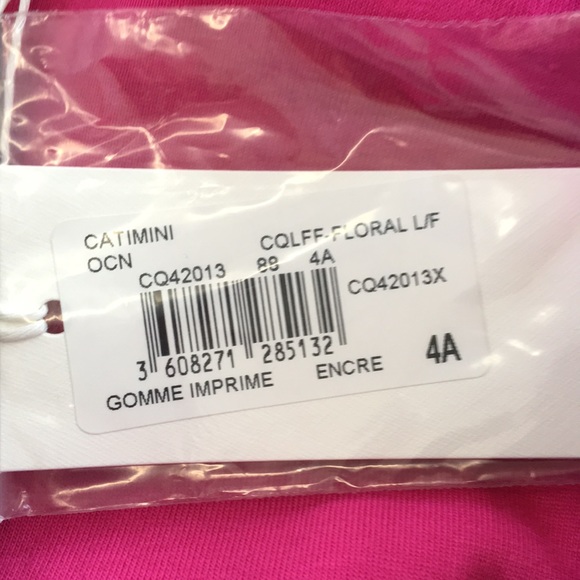 CATIMINI CQLFF-FLORAL L/F
OCN
CQ42013 88 4A
CQ42013X
3 608271 285132
4A
GOMME IMPRIME ENCRE